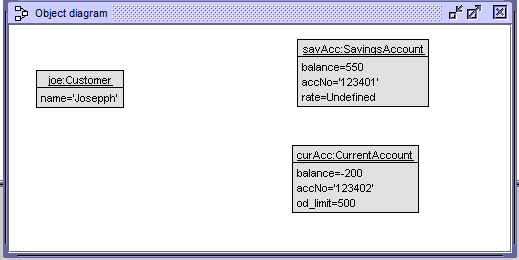 Object diagram
joe:Customer
name='Josepph'
savAcc:SavingsAccount
balance=550
accNo='123401'
rate=Undefined
curAcc:CurrentAccount
balance=-200
accNo='123402'
od_limit=500